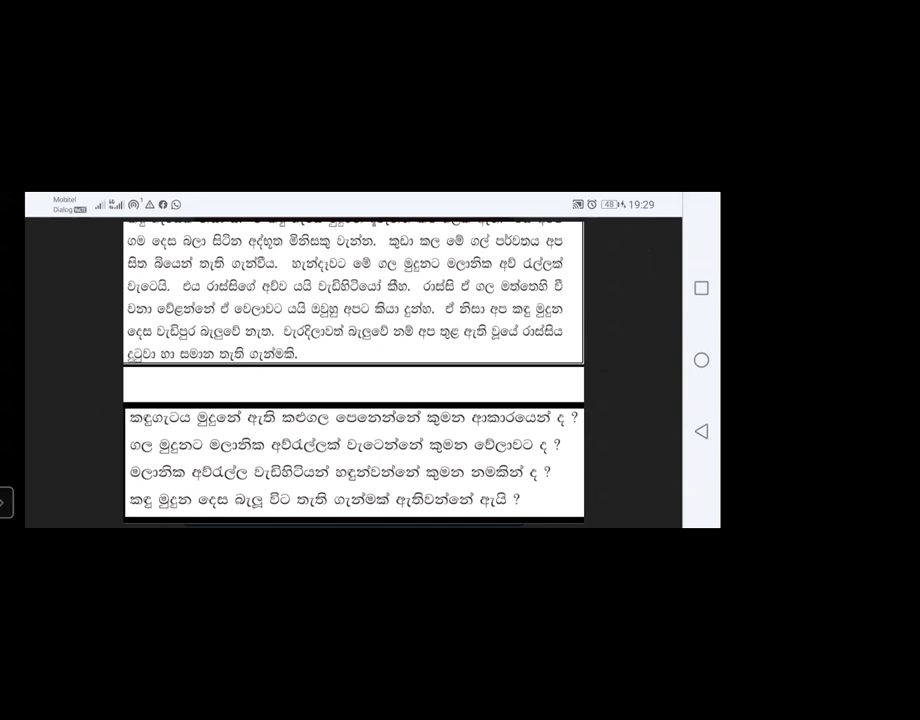 Mobitel
Dialog VoLTE
48 19:29
ගම දෙස බලා සිටින අද්භූත මිනිසකු වැන්න. කුඩා කල මේ ගල් පර්වතය අප
සිත බියෙන් තැති ගැන්වීය. හැන්දෑවට මේ ගල මුදුනට මලානික අව් රැල්ලක්
වැටෙයි. එය රාස්සිගේ අව්ව යයි වැඩිහිටියෝ කීහ. රාස්සි ඒ ගල මත්තෙහි වී
වනා වේළන්නේ ඒ වෙලාවට යයි ඔවුහු අපට කියා දුන්හ. ඒ නිසා අප කඳු මුදුන
දෙස වැඩිපුර බැලුවේ නැත. වැරදිලාවත් බැලුවේ නම් අප තුළ ඇති වූයේ රාස්සිය
දුටුවා හා සමාන තැති ගැන්මකි.
කඳුගැටය මුදුනේ ඇති කළුගල පෙනෙන්නේ කුමන ආකාරයෙන් ද ?
ගල මුදුනට මලානික අව්රැල්ලක් වැටෙන්නේ කුමන වේලාවට ද ?
මලානික අව්රැල්ල වැඩිහිටියන් හඳුන්වන්නේ කුමන නමකින් ද ?
කඳු මුදුන දෙස බැලූ විට තැති ගැන්මක් ඇතිවන්නේ ඇයි ?